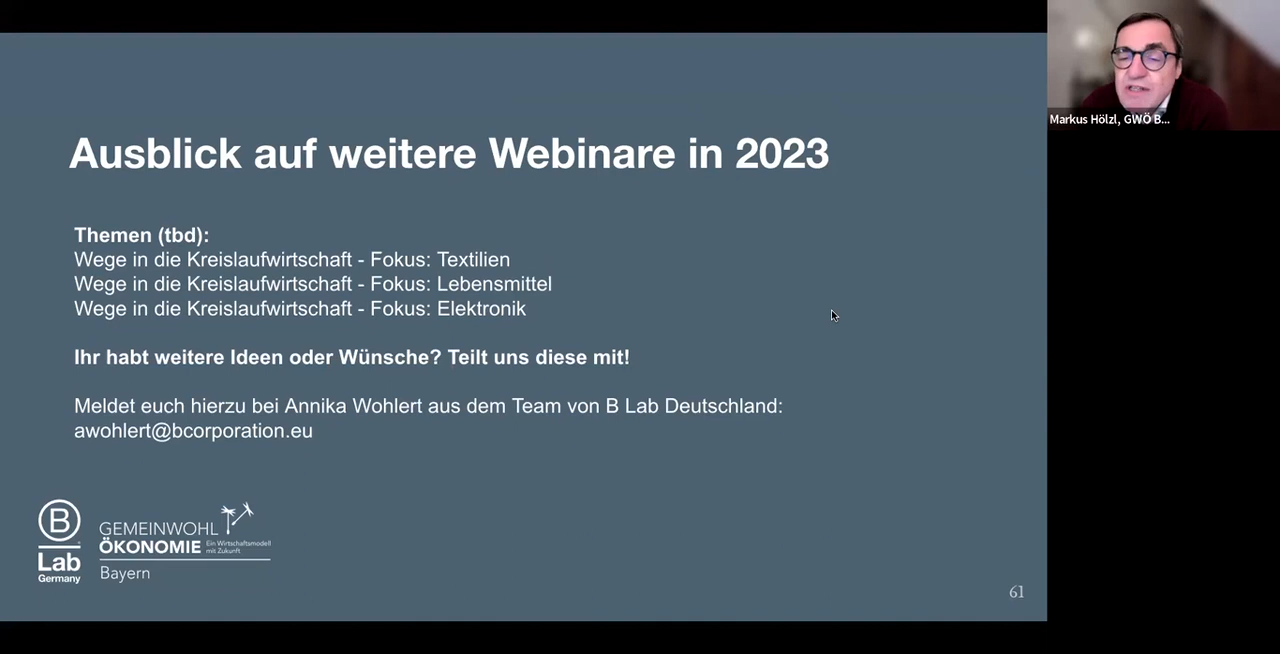 Markus Hölzl, GWÖ B...
Ausblick auf weitere Webinare in 2023
Themen (tbd):
Wege in die Kreislaufwirtschaft - Fokus: Textilien
Wege in die Kreislaufwirtschaft - Fokus: Lebensmittel
Wege in die Kreislaufwirtschaft - Fokus: Elektronik
Ihr habt weitere Ideen oder Wünsche? Teilt uns diese mit!
Meldet euch hierzu bei Annika Wohlert aus dem Team von B Lab Deutschland:
awohlert@bcorporation.eu
B
Lab
Germany
GEMEINWOHL
ÖKONOMIE
Ein Wirtschaftsmodell
mit Zukunft
Bayern
61